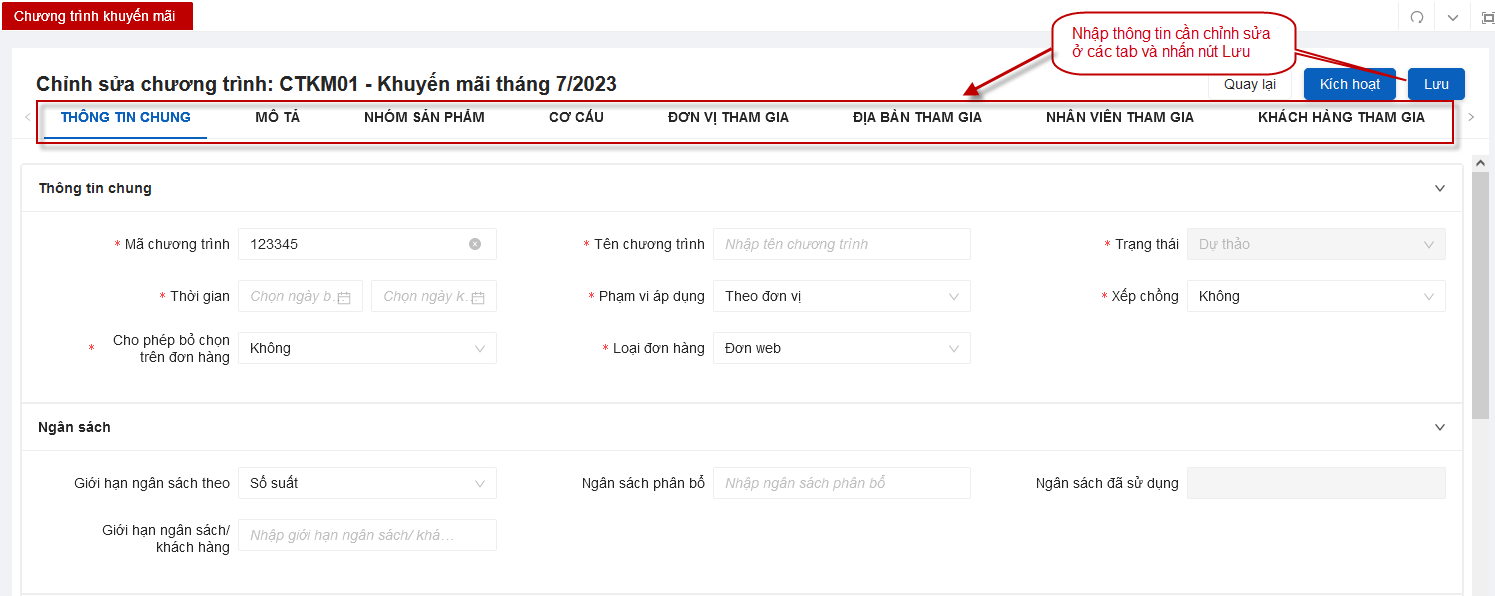 Chương trình khuyến mãi
Nhập thông tin cần chỉnh sửa
ở các tab và nhấn nút Lưu
Chỉnh sửa chương trình: CTKM01 - Khuyến mãi tháng 7/2023
Quay lại
Kích hoạt
Lưu
THÔNG TIN CHUNG MÔ TẢ NHÓM SẢN PHẨM CƠ CẤU ĐƠN VỊ THAM GIA ĐỊA BÀN THAM GIA NHÂN VIÊN THAM GIA KHÁCH HÀNG THAM GIA
Thông tin chung
* Mã chương trình 123345 * Tên chương trình Nhập tên chương trình * Trạng thái Dự thảo
* Thời gian Chọn ngày b... Chọn ngày k... * Phạm vi áp dụng Theo đơn vị * Xếp chồng Không
* Cho phép bỏ chọn
trên đơn hàng Không * Loại đơn hàng Đơn web
Ngân sách
Giới hạn ngân sách theo Số suất Ngân sách phân bổ Nhập ngân sách phân bổ Ngân sách đã sử dụng
Giới hạn ngân sách/
khách hàng Nhập giới hạn ngân sách/ khá...